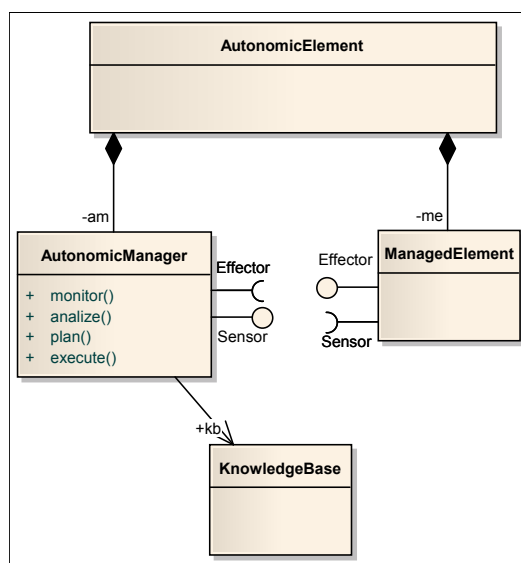 AutonomicElement
-am
-me
AutonomicManager
+ monitor()
+ analize()
+ plan()
+ execute()
Effector
Sensor
Effector
Sensor
ManagedElement
+kb
KnowledgeBase